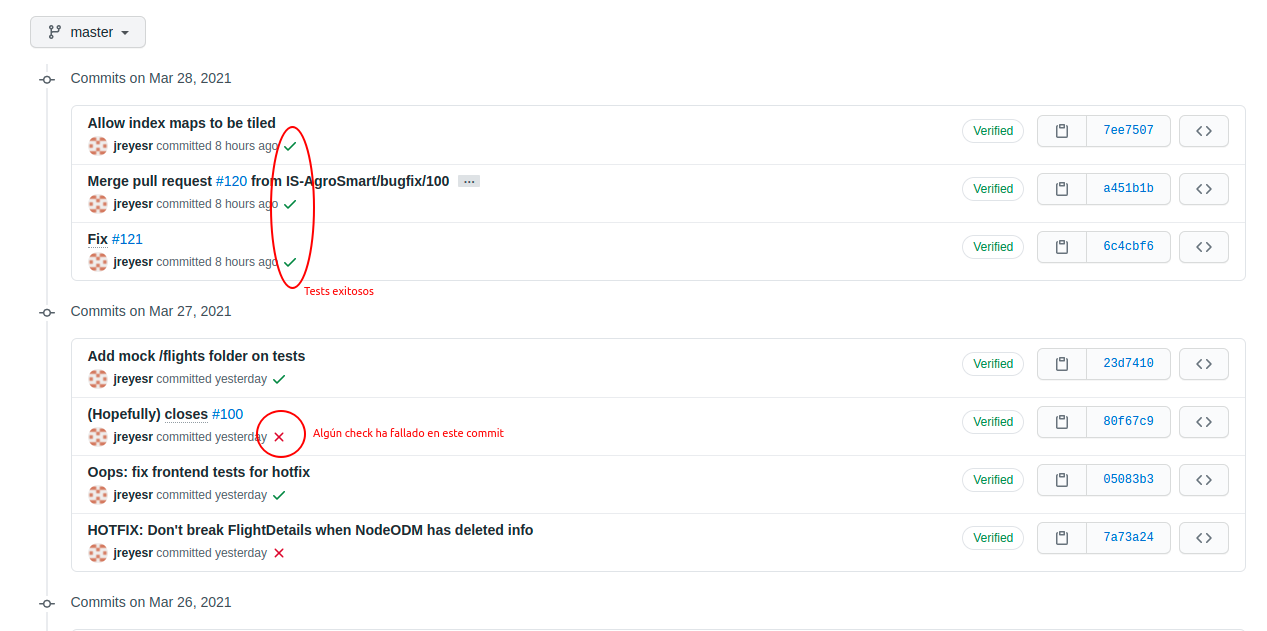 master
Commits on Mar 28, 2021
Allow index maps to be tiled
jreyesr committed 8 hours ago
Verified
7ee7507
Merge pull request #120 from IS-AgroSmart/bugfix/100 ...
jreyesr committed 8 hours ago
Verified
a451b1b
Fix #121
jreyesr committed 8 hours ago
Verified
6c4cbf6
Tests exitosos
Commits on Mar 27, 2021
Add mock /flights folder on tests
jreyesr committed yesterday
Verified
23d7410
(Hopefully) closes #100
jreyesr committed yesterday
Algún check ha fallado en este commit
Verified
80f67c9
Oops: fix frontend tests for hotfix
jreyesr committed yesterday
Verified
05083b3
HOTFIX: Don't break FlightDetails when NodeODM has deleted info
jreyesr committed yesterday
Verified
7a73a24
Commits on Mar 26, 2021